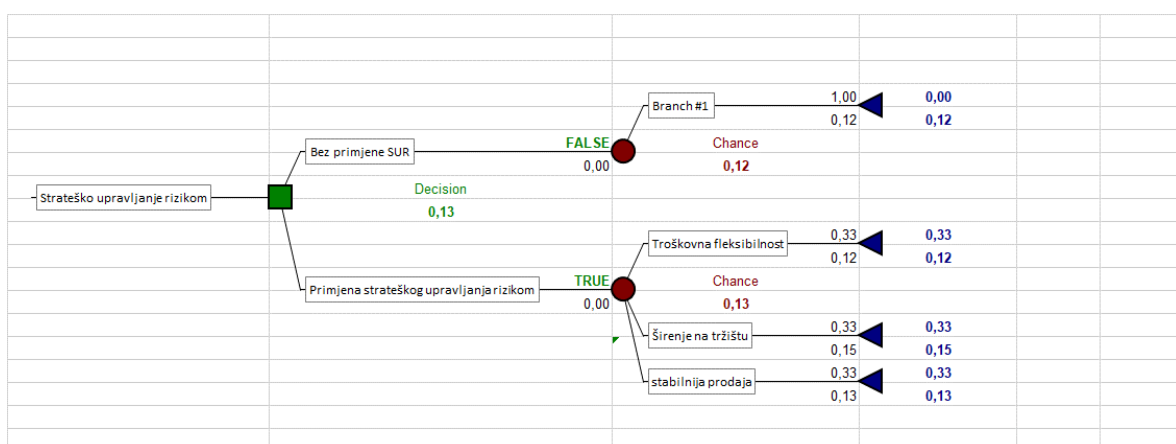 1,00 0,00
Branch #1
0,12 0,12
FALSE Chance
Bez primjene SUR
0,00 0,12
Decision
Strateško upravljanje rizikom
0,13
0,33 0,33
Troškovna fleksibilnost
0,12 0,12
TRUE Chance
Primjena strateškog upravljanja rizikom
0,00 0,13
0,33 0,33
Širenje na tržištu
0,15 0,15
0,33 0,33
stabilnija prodaja
0,13 0,13